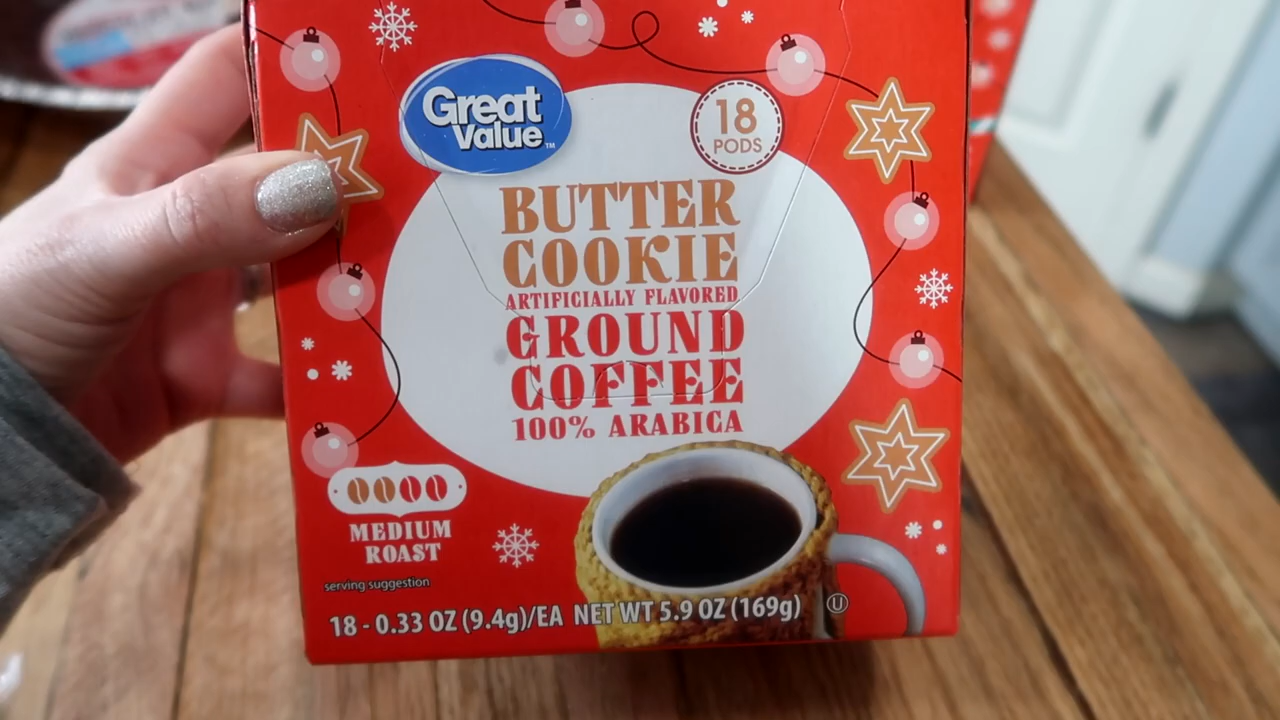 Great
Value™
18
PODS
BUTTER
COOKIE
ARTIFICIALLY FLAVORED
GROUND
COFFEE
100% ARABICA
MEDIUM
ROAST
serving suggestion
18 - 0.33 OZ (9.4g)/EA NET WT 5.9 OZ (169g) U